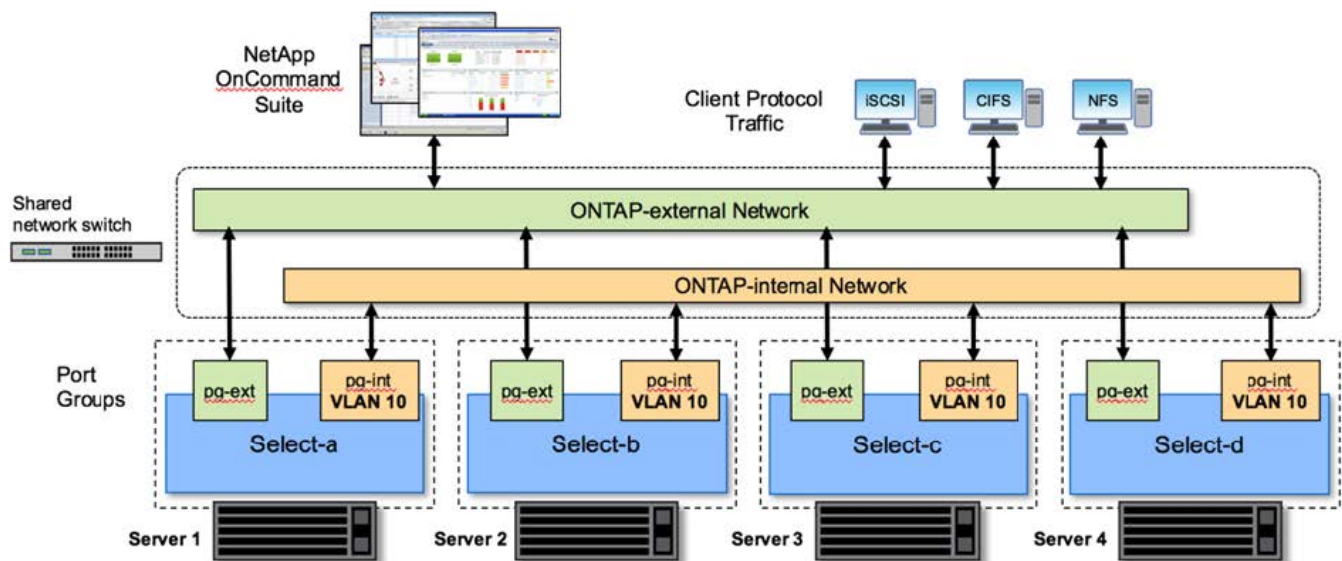 NetApp
OnCommand
Suite
Client Protocol
Traffic
iSCSI
CIFS
NFS
Shared
network switch
ONTAP-external Network
ONTAP-internal Network
Port
Groups
pg-ext
pg-int
VLAN 10
Select-a
pg-ext
pg-int
VLAN 10
Select-b
pg-ext
pg-int
VLAN 10
Select-c
pg-ext
pg-int
VLAN 10
Select-d
Server 1
Server 2
Server 3
Server 4